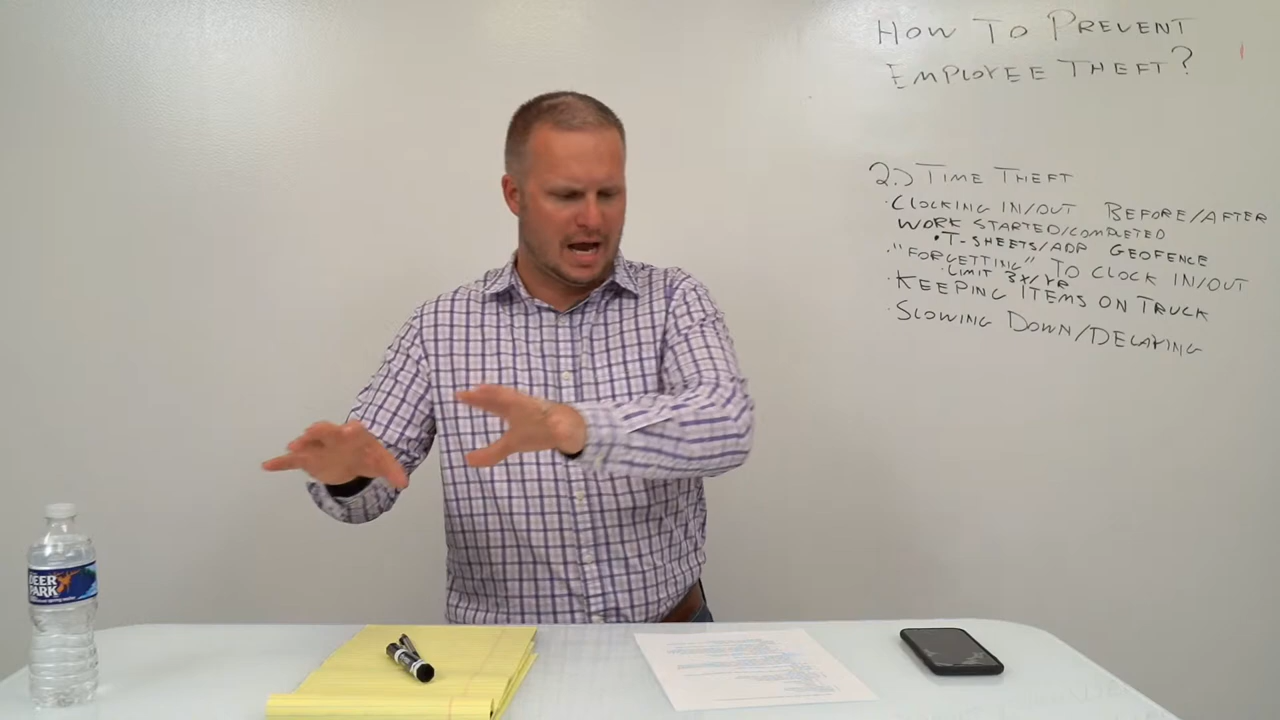 HOW TO PREVENT
EMPLOYEE THEFT?
2.) TIME THEFT
· CLOCKING IN/OUT BEFORE/AFTER
WORK STARTED/COMPLETED
• T-SHEETS/ADP GEOFENCE
· "FORGETTING" TO CLOCK IN/OUT
· LIMIT 3X/YR
· KEEPING ITEMS ON TRUCK
· SLOWING DOWN/DELAYING
DEER
PARK